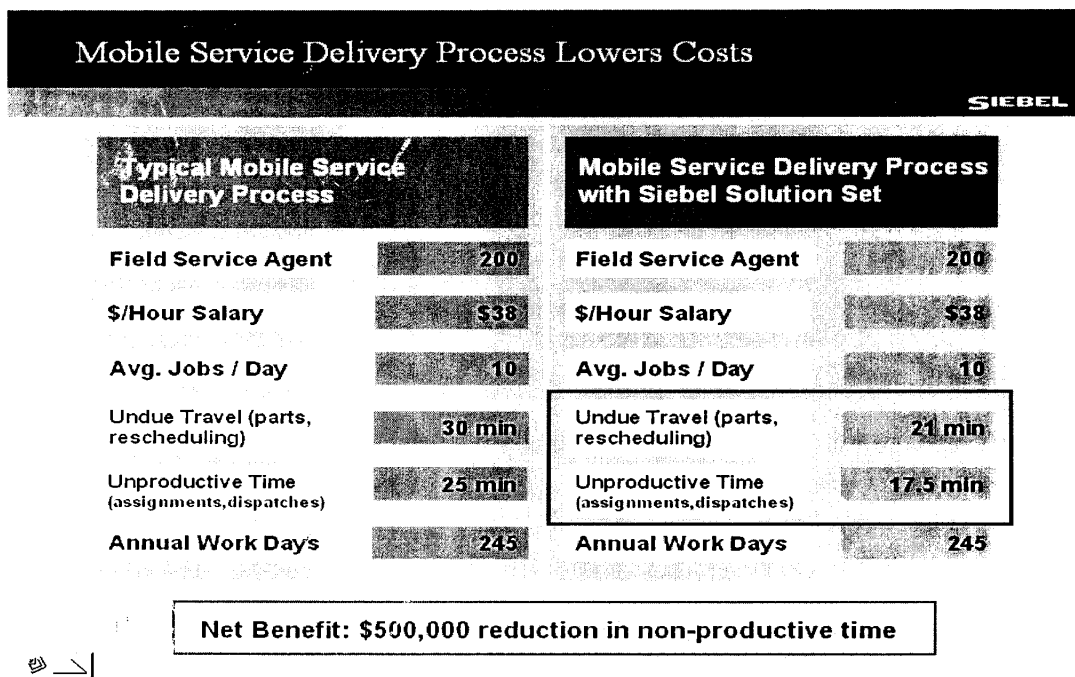 Mobile Service Delivery Process Lowers Costs
SIEBEL
Typical Mobile Service
Delivery Process
Field Service Agent 200
$/Hour Salary $38
Avg. Jobs / Day 10
Undue Travel (parts,
rescheduling) 30 min
Unproductive Time 25 min
(assignments,dispatches)
Annual Work Days 245
Mobile Service Delivery Process
with Siebel Solution Set
Field Service Agent 200
$/Hour Salary $38
Avg. Jobs / Day 10
Undue Travel (parts,
rescheduling) 21 min
Unproductive Time 17.5 min
(assignments,dispatches)
Annual Work Days 245
Net Benefit: $500,000 reduction in non-productive time